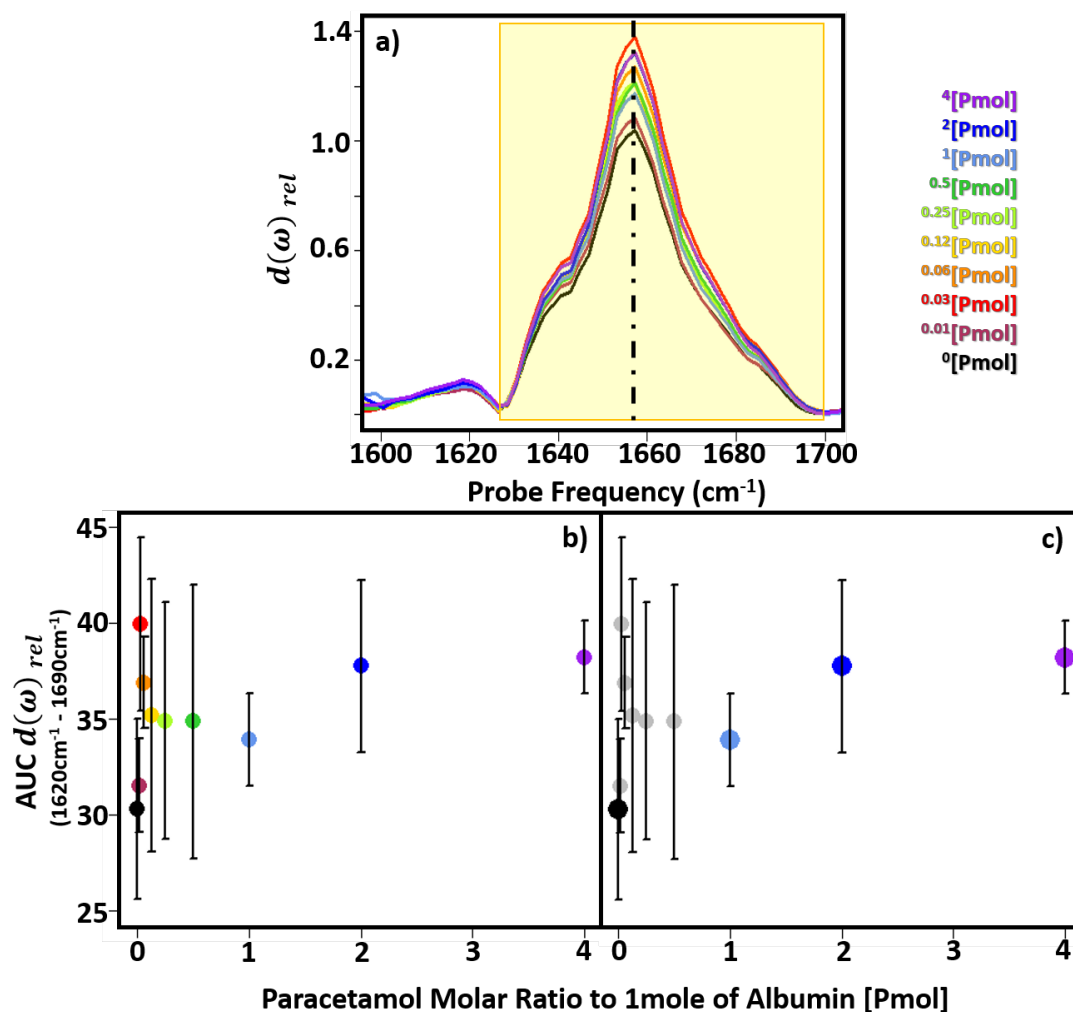 a)
1.4
1.0
0.6
0.2
d(ω) rel
1600 1620 1640 1660 1680 1700
Probe Frequency (cm⁻¹)
⁴[Pmol]
²[Pmol]
¹[Pmol]
⁰·⁵[Pmol]
⁰·²⁵[Pmol]
⁰·¹²[Pmol]
⁰·⁰⁶[Pmol]
⁰·⁰³[Pmol]
⁰·⁰¹[Pmol]
⁰[Pmol]
b) c)
45
40
35
30
25
AUC d(ω) rel
(1620cm⁻¹ - 1690cm⁻¹)
0 1 2 3 4 0 1 2 3 4
Paracetamol Molar Ratio to 1mole of Albumin [Pmol]